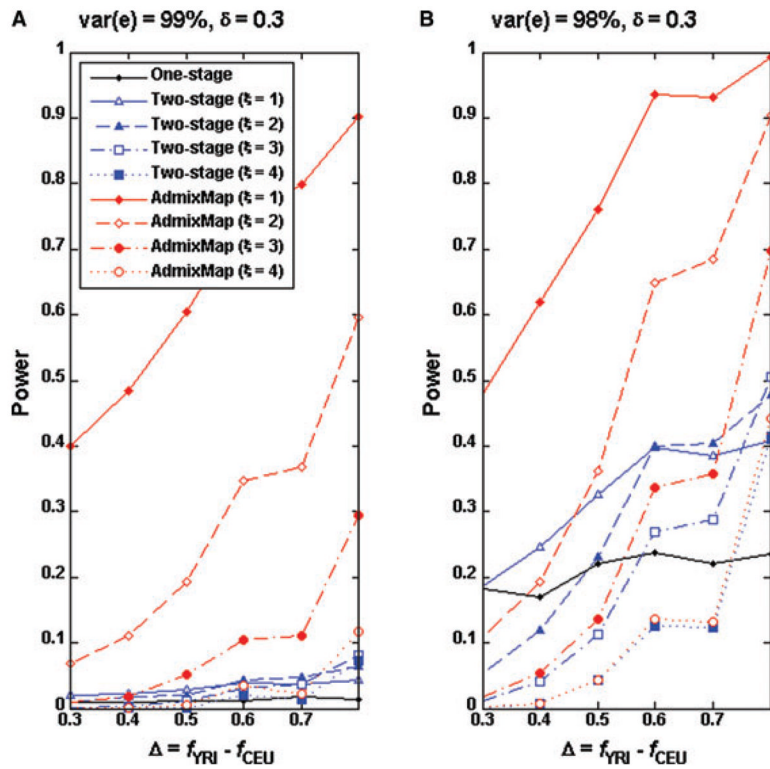 A
var(e) = 99%, δ = 0.3
Power
1
0.9
0.8
0.7
0.6
0.5
0.4
0.3
0.2
0.1
0
One-stage
Two-stage (ξ = 1)
Two-stage (ξ = 2)
Two-stage (ξ = 3)
Two-stage (ξ = 4)
AdmixMap (ξ = 1)
AdmixMap (ξ = 2)
AdmixMap (ξ = 3)
AdmixMap (ξ = 4)
0.3 0.4 0.5 0.6 0.7
Δ = fYRI - fCEU
B
var(e) = 98%, δ = 0.3
Power
1
0.9
0.8
0.7
0.6
0.5
0.4
0.3
0.2
0.1
0
0.3 0.4 0.5 0.6 0.7
Δ = fYRI - fCEU